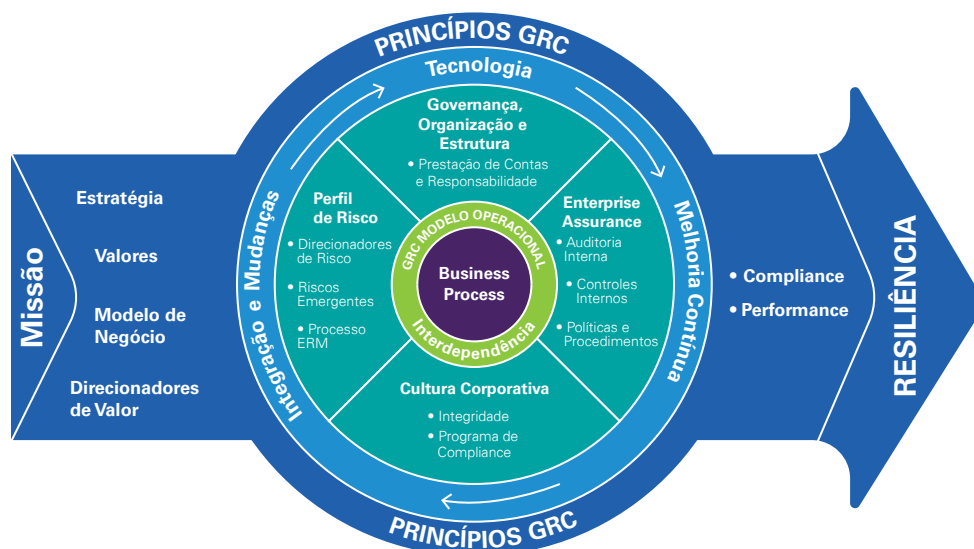 PRINCÍPIOS GRC
Tecnologia
Governança,
Organização e
Estrutura
• Prestação de Contas
e Responsabilidade
Missão
Estratégia
Valores
Modelo de
Negócio
Direcionadores
de Valor
Integração e Mudanças
Perfil
de Risco
• Direcionadores
de Risco
• Riscos
Emergentes
• Processo
ERM
GRC MODELO OPERACIONAL
Business
Process
Interdependência
Enterprise
Assurance
• Auditoria
Interna
• Controles
Internos
• Políticas e
Procedimentos
Melhoria Contínua
• Compliance
• Performance
RESILIÊNCIA
Cultura Corporativa
• Integridade
• Programa de
Compliance
PRINCÍPIOS GRC